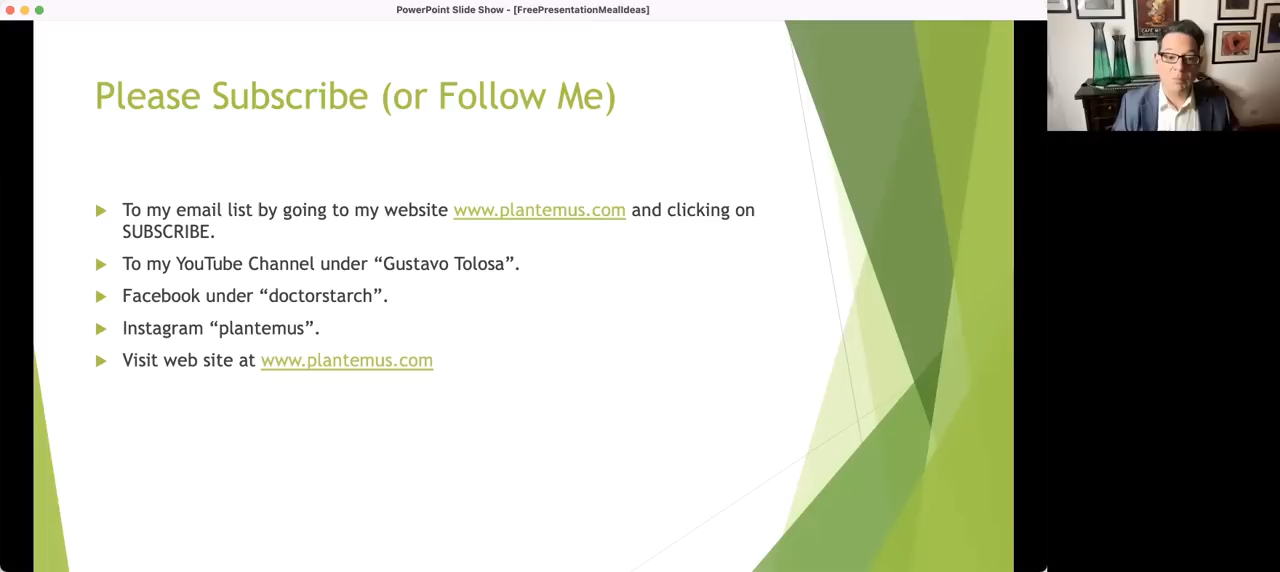 PowerPoint Slide Show - [FreePresentationMealIdeas]
Please Subscribe (or Follow Me)
To my email list by going to my website www.plantemus.com and clicking on
SUBSCRIBE.
To my YouTube Channel under “Gustavo Tolosa”.
Facebook under “doctorstarch”.
Instagram “plantemus”.
Visit web site at www.plantemus.com